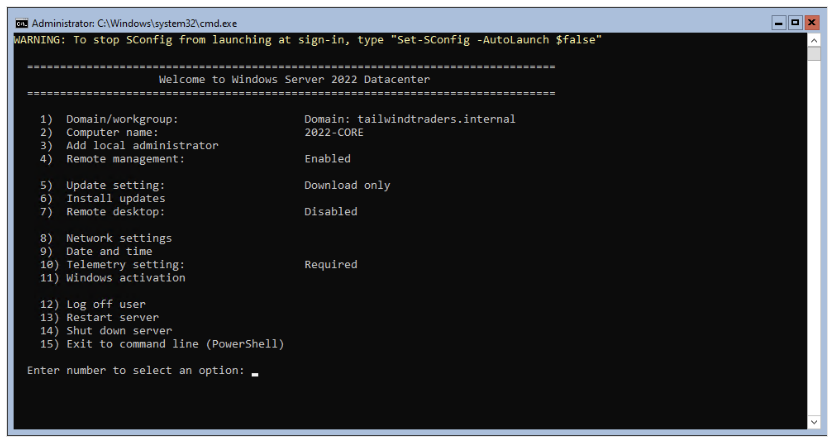 Administrator: C:\Windows\system32\cmd.exe
WARNING: To stop SConfig from launching at sign-in, type "Set-SConfig -AutoLaunch $false"
================================================================================
Welcome to Windows Server 2022 Datacenter
================================================================================
1) Domain/workgroup: Domain: tailwindtraders.internal
2) Computer name: 2022-CORE
3) Add local administrator
4) Remote management: Enabled
5) Update setting: Download only
6) Install updates
7) Remote desktop: Disabled
8) Network settings
9) Date and time
10) Telemetry setting: Required
11) Windows activation
12) Log off user
13) Restart server
14) Shut down server
15) Exit to command line (PowerShell)
Enter number to select an option: _